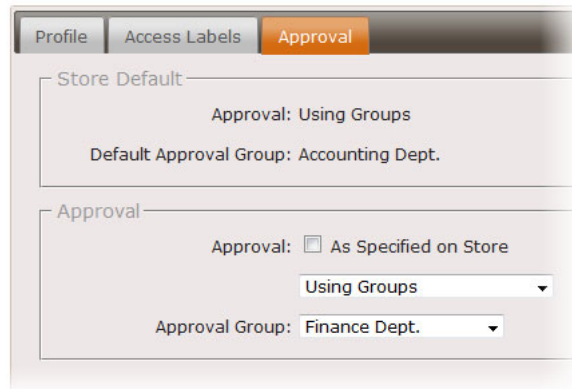 Profile Access Labels Approval
Store Default
Approval: Using Groups
Default Approval Group: Accounting Dept.
Approval
Approval: As Specified on Store
Using Groups
Approval Group: Finance Dept.